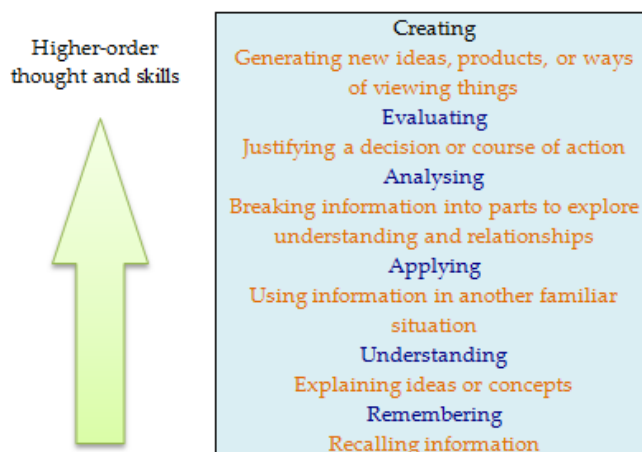 Higher-order
thought and skills
Creating
Generating new ideas, products, or ways
of viewing things
Evaluating
Justifying a decision or course of action
Analysing
Breaking information into parts to explore
understanding and relationships
Applying
Using information in another familiar
situation
Understanding
Explaining ideas or concepts
Remembering
Recalling information